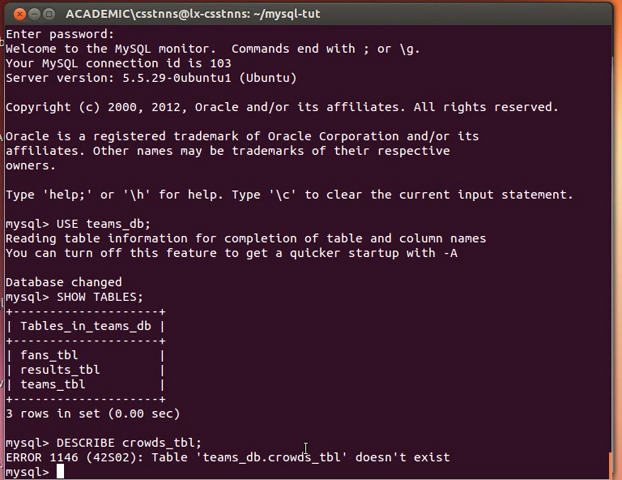 ACADEMIC\csstnns@lx-csstnns: ~/mysql-tut
Enter password:
Welcome to the MySQL monitor.  Commands end with ; or \g.
Your MySQL connection id is 103
Server version: 5.5.29-0ubuntu1 (Ubuntu)
Copyright (c) 2000, 2012, Oracle and/or its affiliates. All rights reserved.
Oracle is a registered trademark of Oracle Corporation and/or its
affiliates. Other names may be trademarks of their respective
owners.
Type 'help;' or '\h' for help. Type '\c' to clear the current input statement.
mysql> USE teams_db;
Reading table information for completion of table and column names
You can turn off this feature to get a quicker startup with -A
Database changed
mysql> SHOW TABLES;
+--------------------+
| Tables_in_teams_db |
+--------------------+
| fans_tbl           |
| results_tbl        |
| teams_tbl          |
+--------------------+
3 rows in set (0.00 sec)
mysql> DESCRIBE crowds_tbl;
ERROR 1146 (42S02): Table 'teams_db.crowds_tbl' doesn't exist
mysql>